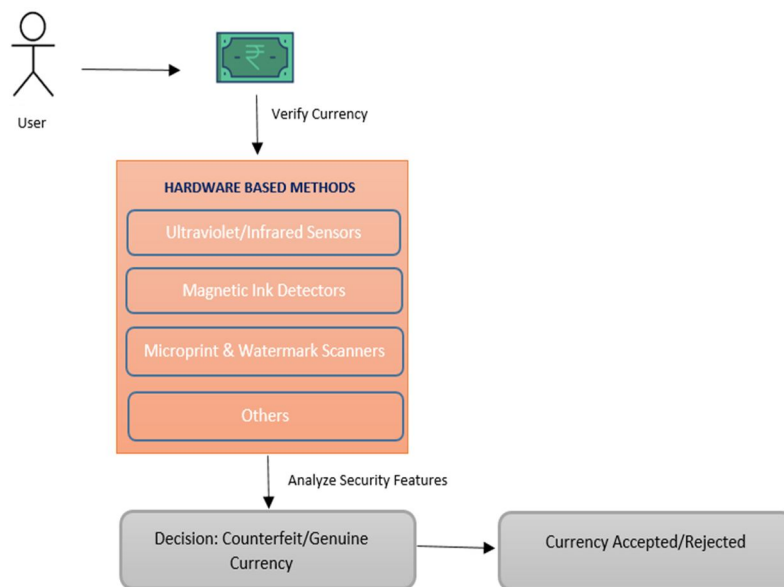 ₹
User
Verify Currency
HARDWARE BASED METHODS
Ultraviolet/Infrared Sensors
Magnetic Ink Detectors
Microprint & Watermark Scanners
Others
Analyze Security Features
Decision: Counterfeit/Genuine
Currency
Currency Accepted/Rejected